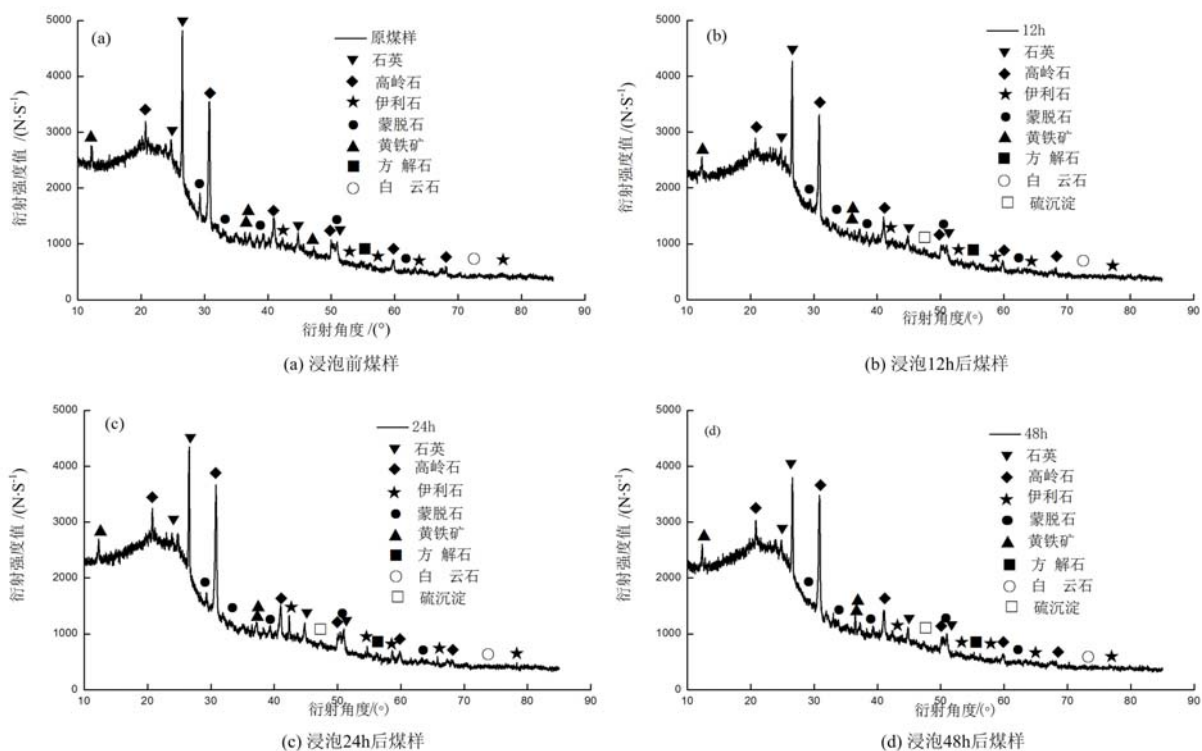 (a)
原煤样
石英
高岭石
伊利石
蒙脱石
黄铁矿
方 解石
白 云石
衍射强度值 /(N·S⁻¹)
5000
4000
3000
2000
1000
0
10 20 30 40 50 60 70 80 90
衍射角度 /(°)
(a) 浸泡前煤样
(b)
12h
石英
高岭石
伊利石
蒙脱石
黄铁矿
方 解石
白 云石
硫沉淀
衍射强度值 /(N·S⁻¹)
5000
4000
3000
2000
1000
0
10 20 30 40 50 60 70 80 90
衍射角度/(°)
(b) 浸泡12h后煤样
(c)
24h
石英
高岭石
伊利石
蒙脱石
黄铁矿
方 解石
白 云石
硫沉淀
衍射强度值 /(N·S⁻¹)
5000
4000
3000
2000
1000
0
10 20 30 40 50 60 70 80 90
衍射角度/(°)
(c) 浸泡24h后煤样
(d)
48h
石英
高岭石
伊利石
蒙脱石
黄铁矿
方 解石
白 云石
硫沉淀
衍射强度值 /(N·S⁻¹)
5000
4000
3000
2000
1000
0
10 20 30 40 50 60 70 80 90
衍射角度/(°)
(d) 浸泡48h后煤样